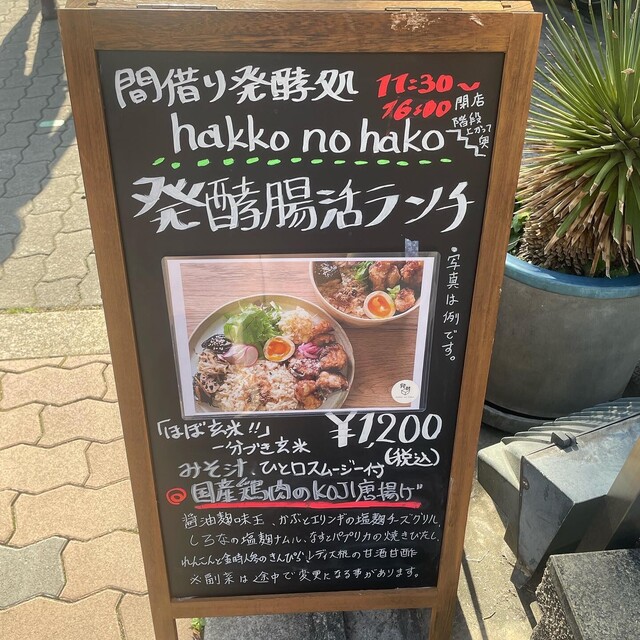 間借り発酵処 11:30〜
16:00 閉店
階段
上がって
奥
hakko no hako
発酵腸活ランチ
・写真は例です。
「ほぼ玄米!!」
一分づき玄米
¥1,200
(税込)
みそ汁、ひと口スムージー付
◎国産鶏肉のKOJI唐揚げ
醤油麹味玉、かぶとエリンギの塩麹チーズグリル
しろなの塩麹ナムル、なすとパプリカの焼きびたし、
れんこんと金時人参のきんぴら、レディス桃の甘酒甘酢
※副菜は途中で変更になる事があります。